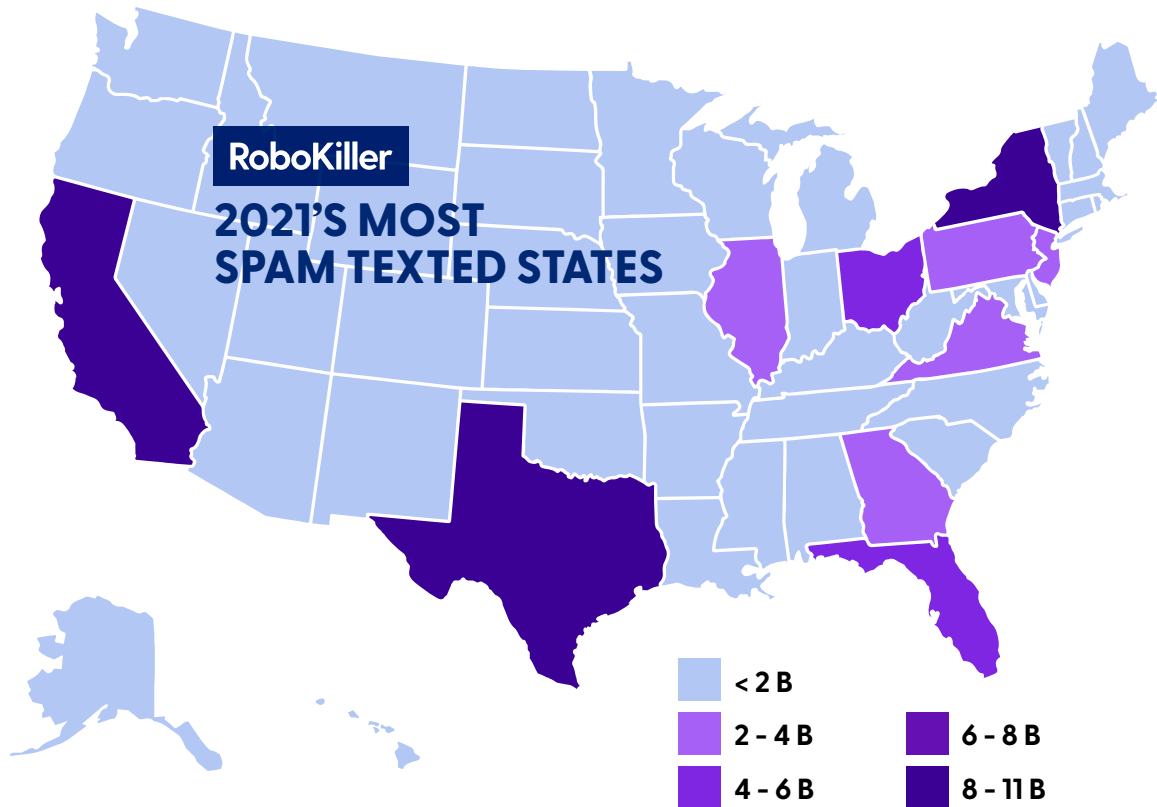 RoboKiller
2021’S MOST
SPAM TEXTED STATES
< 2 B
2 - 4 B
4 - 6 B
6 - 8 B
8 - 11 B